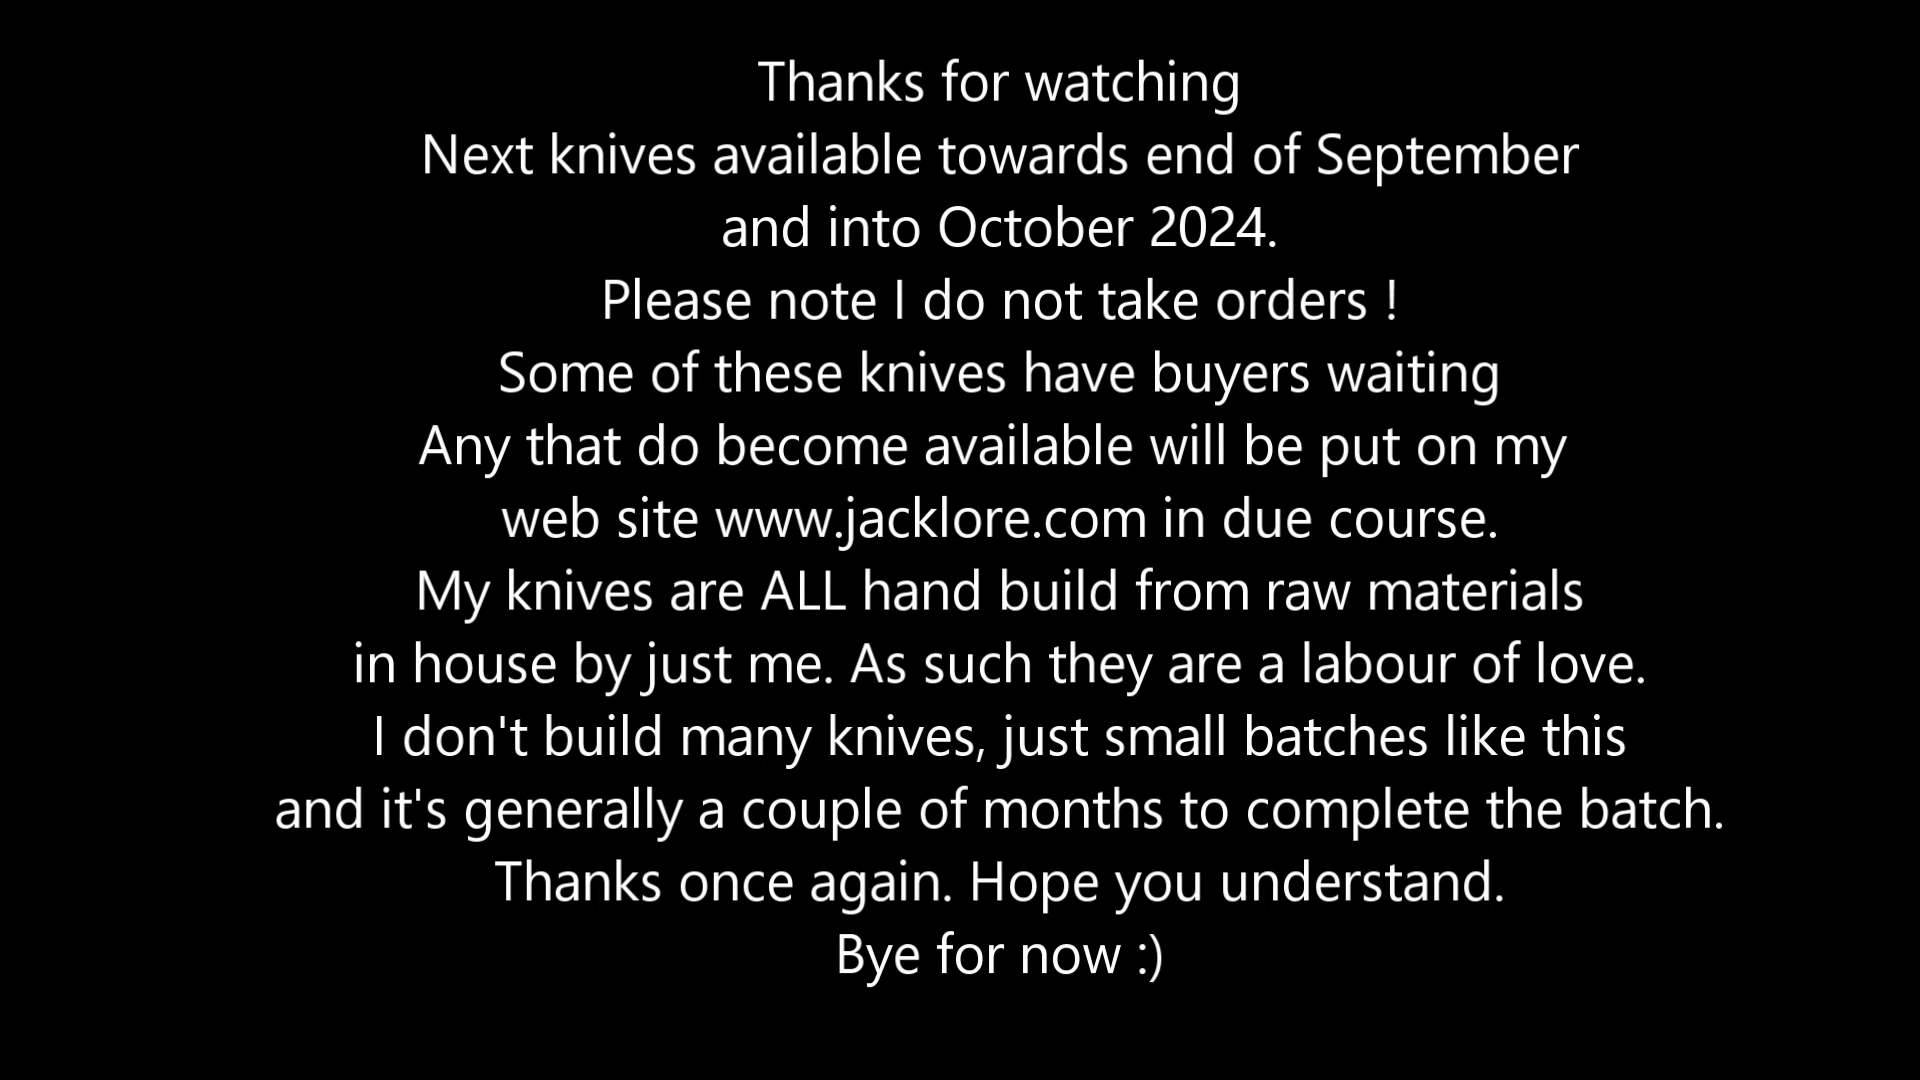 Thanks for watching
Next knives available towards end of September
and into October 2024.
Please note I do not take orders !
Some of these knives have buyers waiting
Any that do become available will be put on my
web site www.jacklore.com in due course.
My knives are ALL hand build from raw materials
in house by just me. As such they are a labour of love.
I don't build many knives, just small batches like this
and it's generally a couple of months to complete the batch.
Thanks once again. Hope you understand.
Bye for now :)